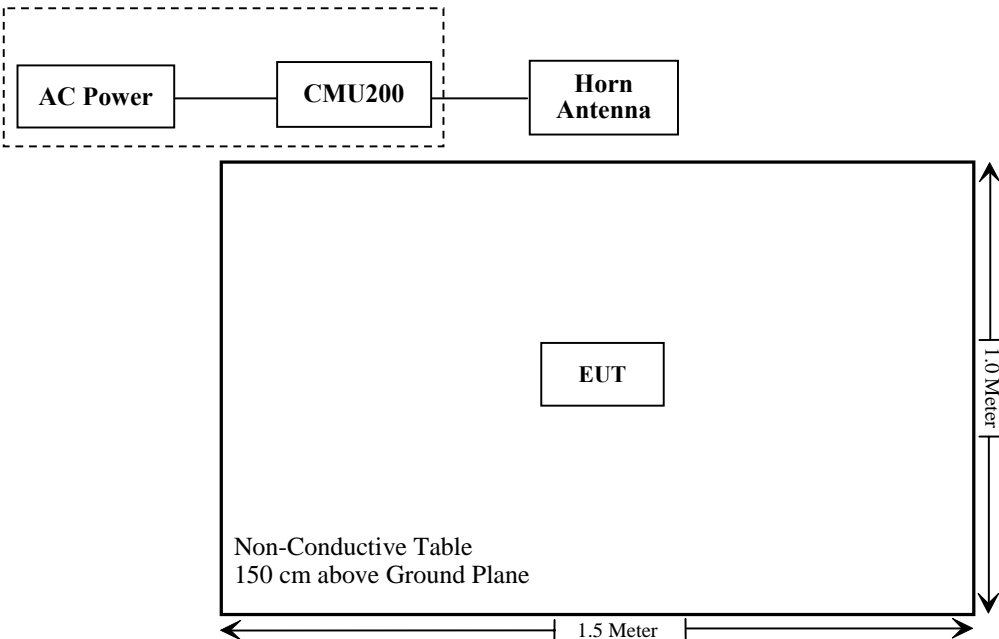 AC Power
CMU200
Horn
Antenna
EUT
1.0 Meter
Non-Conductive Table
150 cm above Ground Plane
1.5 Meter